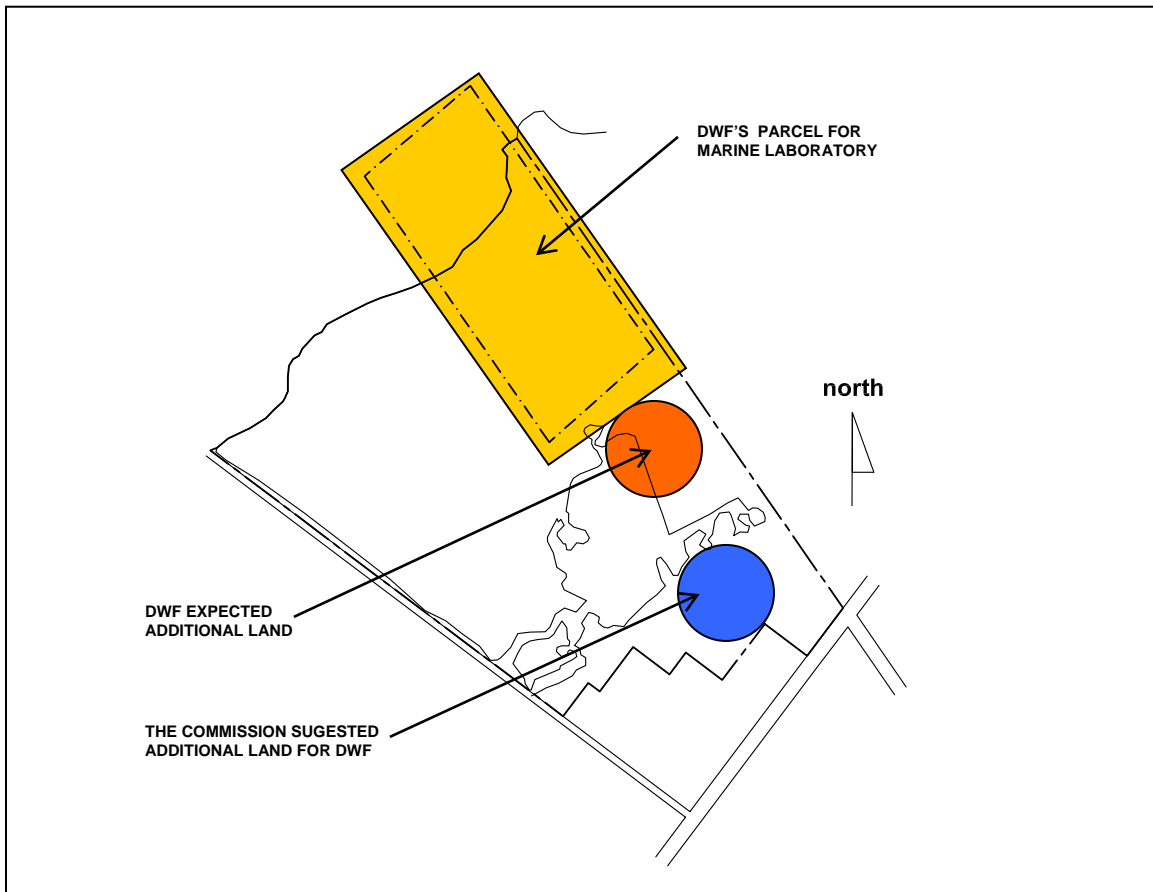 DWF'S PARCEL FOR
MARINE LABORATORY
north
DWF EXPECTED
ADDITIONAL LAND
THE COMMISSION SUGESTED
ADDITIONAL LAND FOR DWF